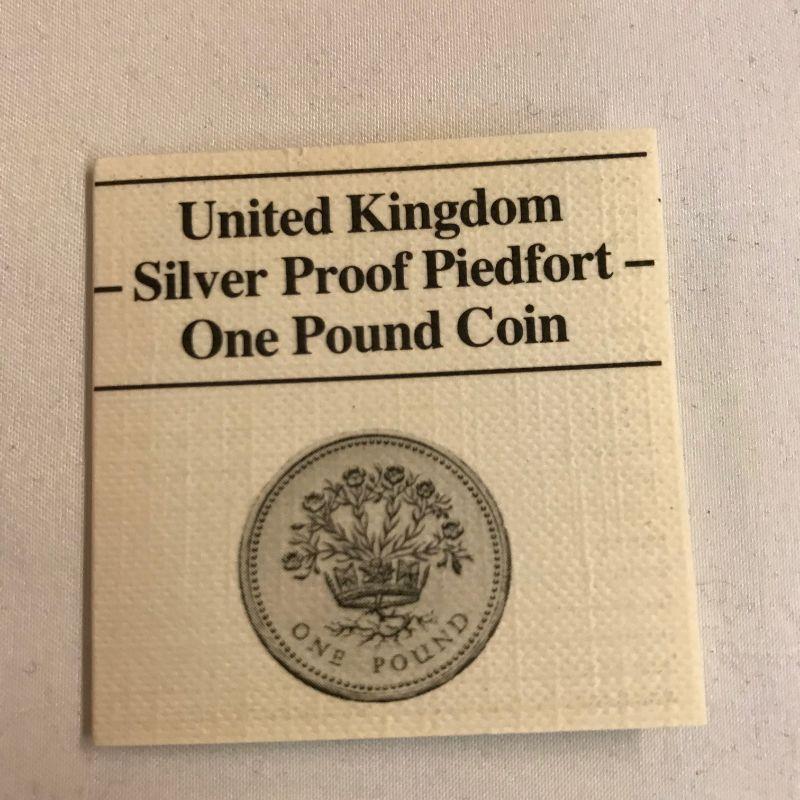 United Kingdom
– Silver Proof Piedfort –
One Pound Coin
ONE POUND